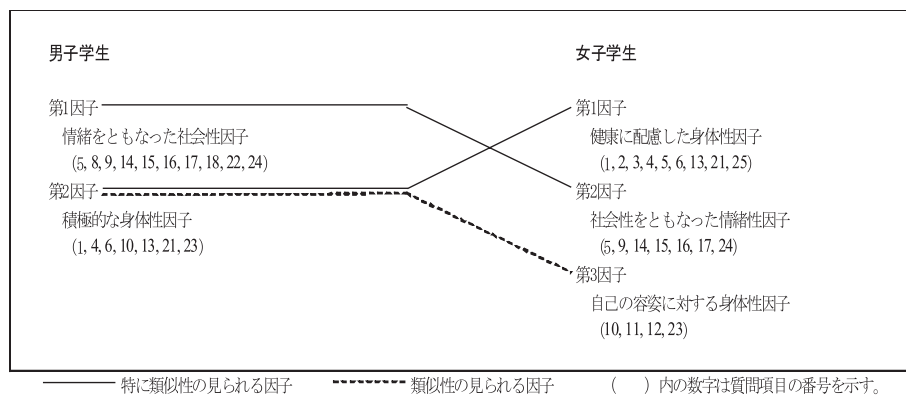 男子学生
第1因子
情緒をともなった社会性因子
(5, 8, 9, 14, 15, 16, 17, 18, 22, 24)
第2因子
積極的な身体性因子
(1, 4, 6, 10, 13, 21, 23)
女子学生
第1因子
健康に配慮した身体性因子
(1, 2, 3, 4, 5, 6, 13, 21, 25)
第2因子
社会性をともなった情緒性因子
(5, 9, 14, 15, 16, 17, 24)
第3因子
自己の容姿に対する身体性因子
(10, 11, 12, 23)
特に類似性の見られる因子 類似性の見られる因子 (　　) 内の数字は質問項目の番号を示す。